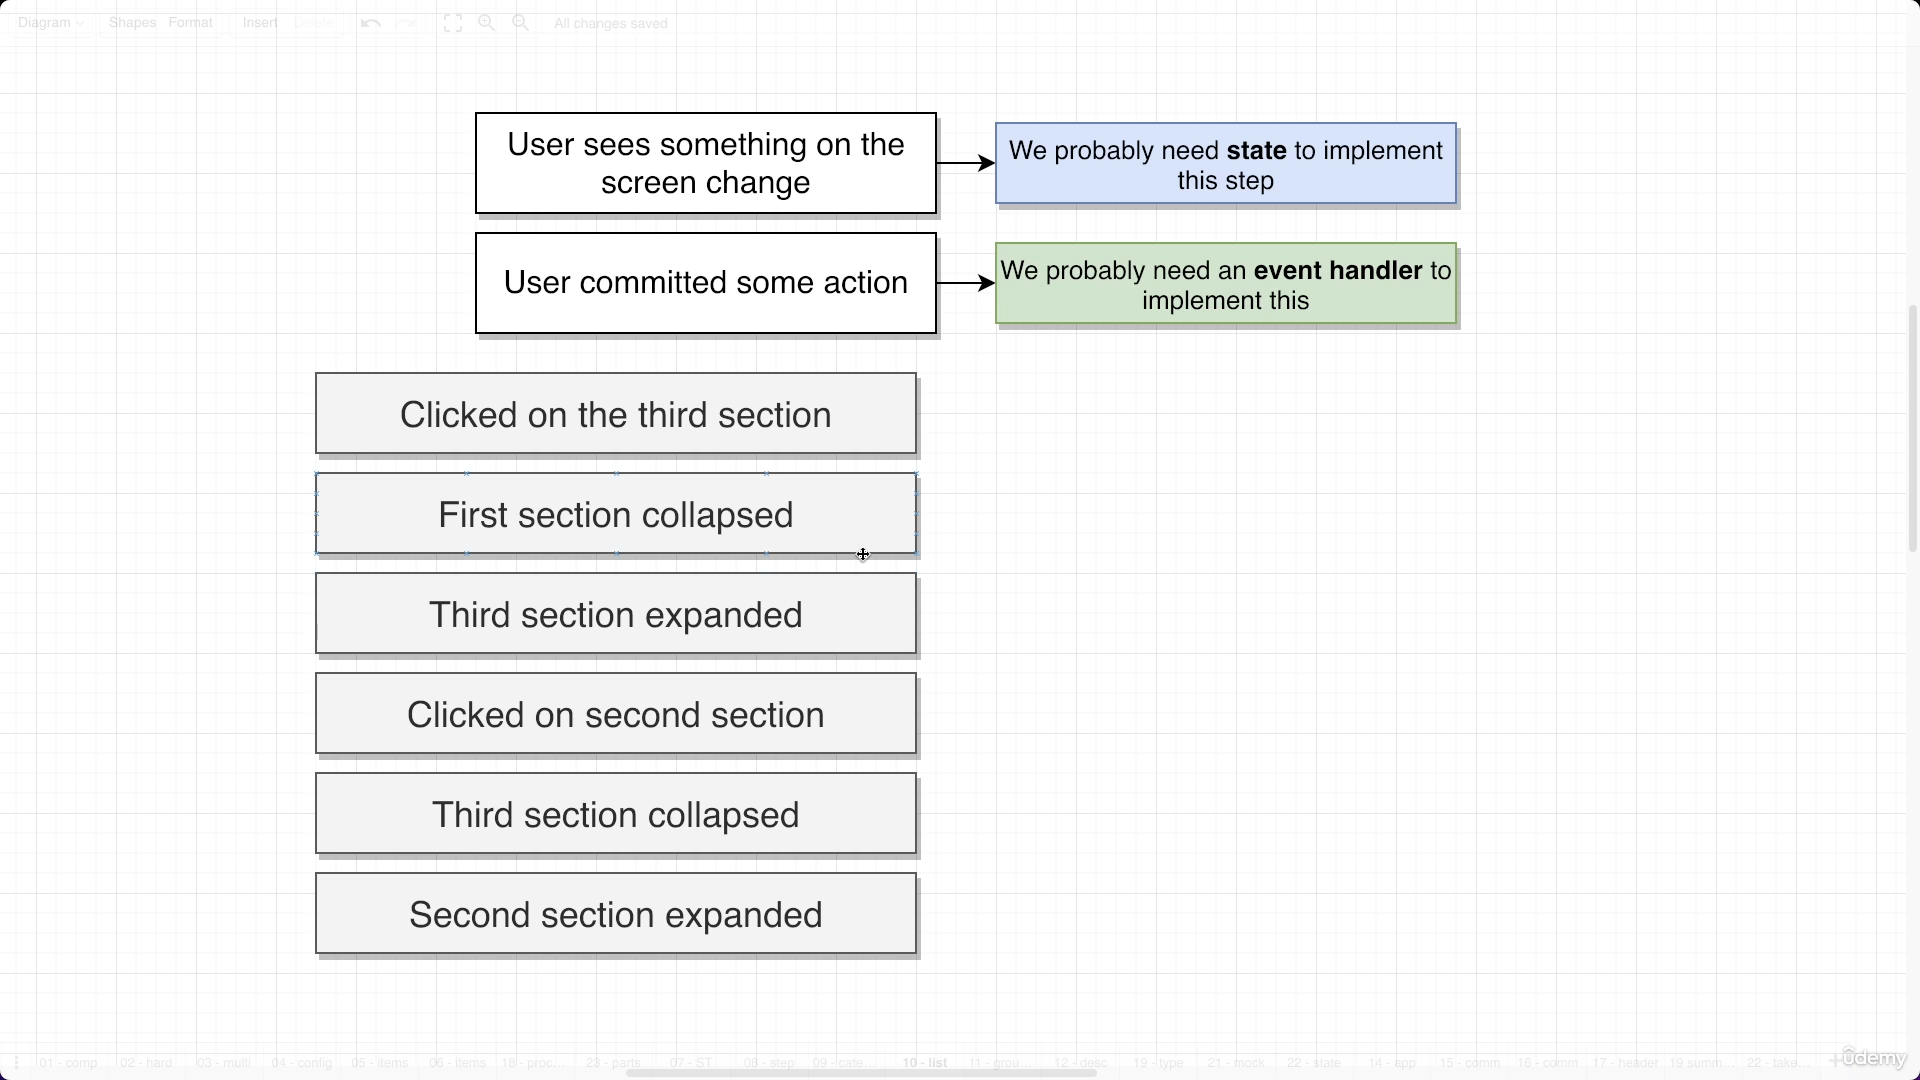 Diagram Shapes Format Insert Delete All changes saved
User sees something on the
screen change
We probably need state to implement
this step
User committed some action
We probably need an event handler to
implement this
Clicked on the third section
First section collapsed
Third section expanded
Clicked on second section
Third section collapsed
Second section expanded
01 - comp 02 - hard 03 - multi 04 - config 05 - items 06 - items 18 - proc... 23 - parts 07 - ST 08 - step 09 - cate... 10 - list 11 - grou... 12 - desc 19 - type 21 - mock 22 - state 14 - app 15 - comm 16 - comm 17 - header 19 summ... 22 - take...
ûdemy